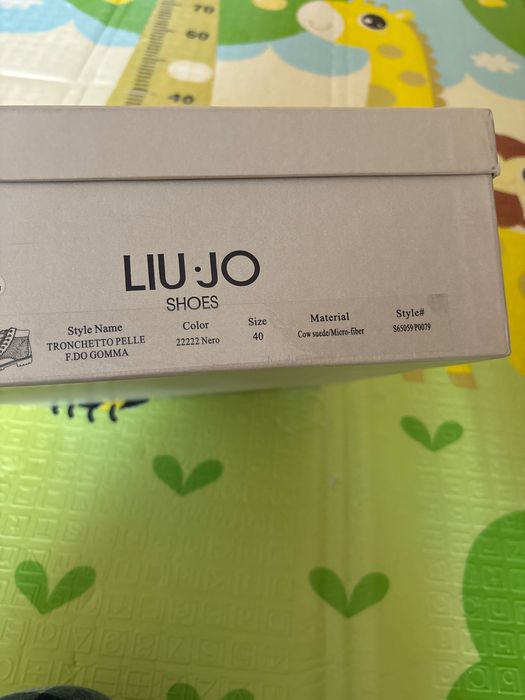 70
60
40
LIU·JO
SHOES
Style Name Color Size Material Style#
TRONCHETTO PELLE 22222 Nero 40 Cow suede/Micro-fiber S65059 P0079
F.DO GOMMA